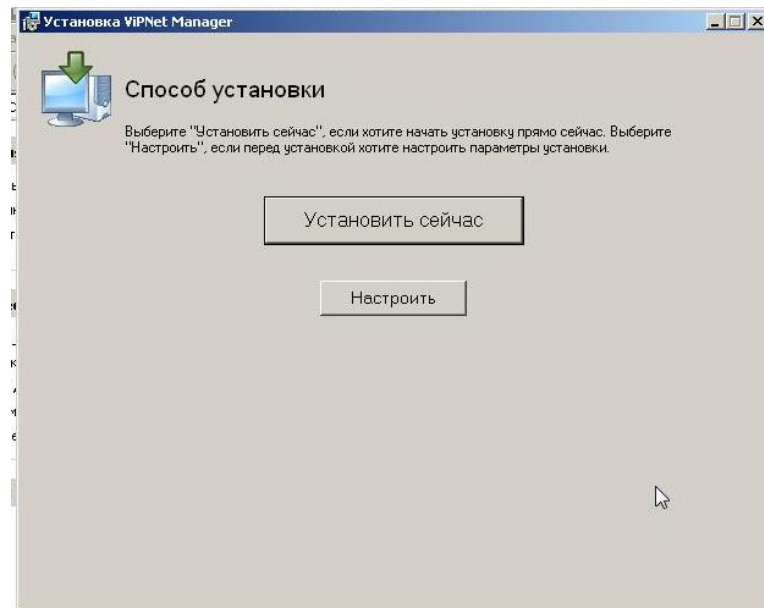 Установка ViPNet Manager
Способ установки
Выберите "Установить сейчас", если хотите начать установку прямо сейчас. Выберите
"Настроить", если перед установкой хотите настроить параметры установки.
Установить сейчас
Настроить